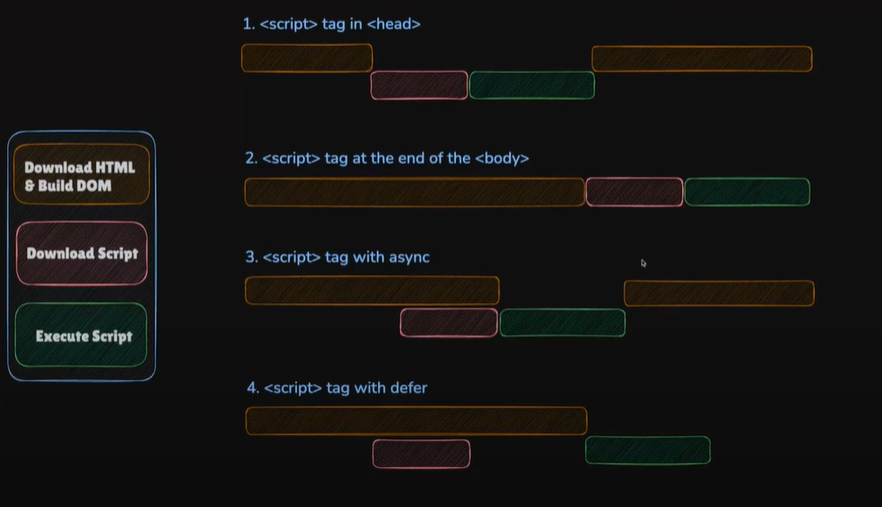 1. <script> tag in <head>
2. <script> tag at the end of the <body>
Download HTML
& Build DOM
Download Script
3. <script> tag with async
Execute Script
4. <script> tag with defer